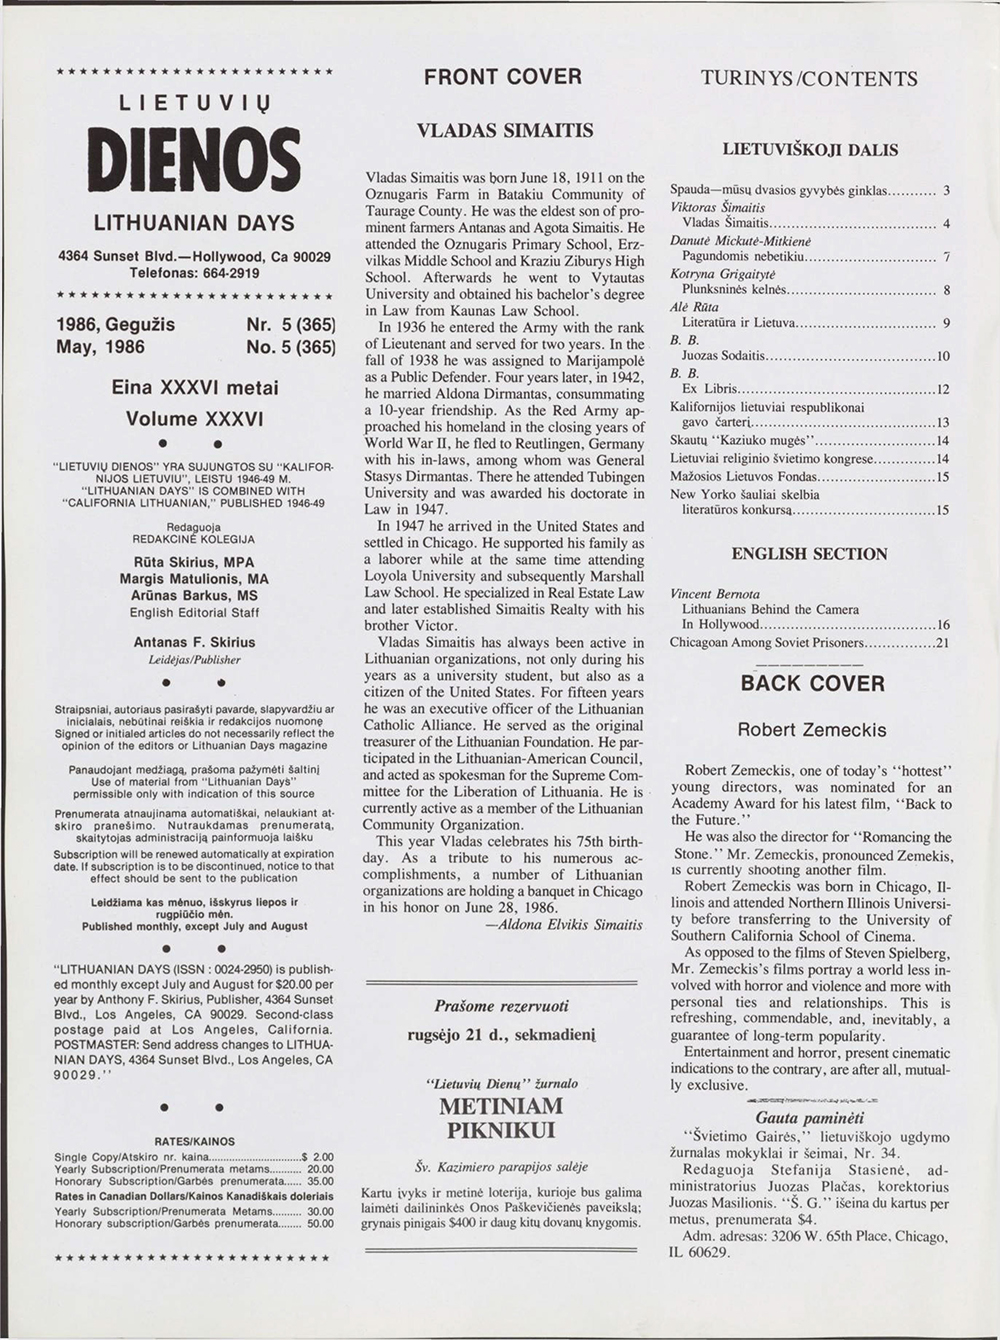 LIETUVIŲ
DIENOS
LITHUANIAN DAYS
4364 Sunset Blvd.—Hollywood, Ca 90029
Telefonas: 664-2919
1986, Gegužis Nr. 5 (365)
May, 1986 No. 5 (365)
Eina XXXVI metai
Volume XXXVI
"LIETUVIŲ DIENOS" YRA SUJUNGTOS SU "KALIFOR-
NIJOS LIETUVIU", LEISTU 1946-49 M.
"LITHUANIAN DAYS" IS COMBINED WITH
"CALIFORNIA LITHUANIAN," PUBLISHED 1946-49
Redaguoja
REDAKCINĖ KOLEGIJA
Rūta Skirius, MPA
Margis Matulionis, MA
Arūnas Barkus, MS
English Editorial Staff
Antanas F. Skirius
Leidėjas/Publisher
Straipsniai, autoriaus pasirašyti pavarde, slapyvardžiu ar
inicialais, nebūtinai reiškia ir redakcijos nuomonę
Signed or initialed articles do not necessarily reflect the
opinion of the editors or Lithuanian Days magazine
Panaudojant medžiagą, prašoma pažymėti šaltinį
Use of material from "Lithuanian Days"
permissible only with indication of this source
Prenumerata atnaujinama automatiškai, nelaukiant at-
skiro pranešimo. Nutraukdamas prenumeratą,
skaitytojas administraciją painformuoja laišku
Subscription will be renewed automatically at expiration
date. If subscription is to be discontinued, notice to that
effect should be sent to the publication
Leidžiama kas mėnuo, išskyrus liepos ir
rugpiūčio mėn.
Published monthly, except July and August
"LITHUANIAN DAYS (ISSN : 0024-2950) is publish-
ed monthly except July and August for $20.00 per
year by Anthony F. Skirius, Publisher, 4364 Sunset
Blvd., Los Angeles, CA 90029. Second-class
postage paid at Los Angeles, California.
POSTMASTER: Send address changes to LITHUA-
NIAN DAYS, 4364 Sunset Blvd., Los Angeles, CA
90029."
RATES/KAINOS
Single Copy/Atskiro nr. kaina...............................$ 2.00
Yearly Subscription/Prenumerata metams........... 20.00
Honorary Subscription/Garbės prenumerata...... 35.00
Rates in Canadian Dollars/Kainos Kanadiškais doleriais
Yearly Subscription/Prenumerata Metams.......... 30.00
Honorary subscription/Garbės prenumerata........ 50.00
FRONT COVER
VLADAS SIMAITIS
Vladas Simaitis was born June 18, 1911 on the
Oznugaris Farm in Batakiu Community of
Taurage County. He was the eldest son of pro-
minent farmers Antanas and Agota Simaitis. He
attended the Oznugaris Primary School, Erz-
vilkas Middle School and Kraziu Ziburys High
School. Afterwards he went to Vytautas
University and obtained his bachelor's degree
in Law from Kaunas Law School.
In 1936 he entered the Army with the rank
of Lieutenant and served for two years. In the
fall of 1938 he was assigned to Marijampolė
as a Public Defender. Four years later, in 1942,
he married Aldona Dirmantas, consummating
a 10-year friendship. As the Red Army ap-
proached his homeland in the closing years of
World War II, he fled to Reutlingen, Germany
with his in-laws, among whom was General
Stasys Dirmantas. There he attended Tubingen
University and was awarded his doctorate in
Law in 1947.
In 1947 he arrived in the United States and
settled in Chicago. He supported his family as
a laborer while at the same time attending
Loyola University and subsequently Marshall
Law School. He specialized in Real Estate Law
and later established Simaitis Realty with his
brother Victor.
Vladas Simaitis has always been active in
Lithuanian organizations, not only during his
years as a university student, but also as a
citizen of the United States. For fifteen years
he was an executive officer of the Lithuanian
Catholic Alliance. He served as the original
treasurer of the Lithuanian Foundation. He par-
ticipated in the Lithuanian-American Council,
and acted as spokesman for the Supreme Com-
mittee for the Liberation of Lithuania. He is
currently active as a member of the Lithuanian
Community Organization.
This year Vladas celebrates his 75th birth-
day. As a tribute to his numerous ac-
complishments, a number of Lithuanian
organizations are holding a banquet in Chicago
in his honor on June 28, 1986.
—Aldona Elvikis Simaitis
Prašome rezervuoti
rugsėjo 21 d., sekmadienį
"Lietuvių Dienų" žurnalo
METINIAM
PIKNIKUI
Šv. Kazimiero parapijos salėje
Kartu įvyks ir metinė loterija, kurioje bus galima
laimėti dailininkės Onos Paškevičienės paveikslą;
grynais pinigais $400 ir daug kitų dovanų knygomis.
TURINYS/CONTENTS
LIETUVIŠKOJI DALIS
Spauda—mūsų dvasios gyvybės ginklas........... 3
Viktoras Šimaitis
Vladas Šimaitis..................................... 4
Danutė Mickutė-Mitkienė
Pagundomis nebetikiu............................. 7
Kotryna Grigaitytė
Plunksninės kelnės................................. 8
Alė Rūta
Literatūra ir Lietuva............................... 9
B. B.
Juozas Sodaitis......................................10
B. B.
Ex Libris............................................12
Kalifornijos lietuviai respublikonai
gavo čarterį.........................................13
Skautų "Kaziuko mugės"..........................14
Lietuviai religinio švietimo kongrese.............14
Mažosios Lietuvos Fondas..........................15
New Yorko šauliai skelbia
literatūros konkursą................................15
ENGLISH SECTION
Vincent Bernota
Lithuanians Behind the Camera
In Hollywood.......................................16
Chicagoan Among Soviet Prisoners...............21
BACK COVER
Robert Zemeckis
Robert Zemeckis, one of today's "hottest"
young directors, was nominated for an
Academy Award for his latest film, "Back to
the Future."
He was also the director for "Romancing the
Stone." Mr. Zemeckis, pronounced Zemekis,
is currently shooting another film.
Robert Zemeckis was born in Chicago, Il-
linois and attended Northern Illinois Universi-
ty before transferring to the University of
Southern California School of Cinema.
As opposed to the films of Steven Spielberg,
Mr. Zemeckis's films portray a world less in-
volved with horror and violence and more with
personal ties and relationships. This is
refreshing, commendable, and, inevitably, a
guarantee of long-term popularity.
Entertainment and horror, present cinematic
indications to the contrary, are after all, mutual-
ly exclusive.
Gauta paminėti
"Švietimo Gairės," lietuviškojo ugdymo
žurnalas mokyklai ir šeimai, Nr. 34.
Redaguoja Stefanija Stasienė, ad-
ministratorius Juozas Plačas, korektorius
Juozas Masilionis. "Š. G." išeina du kartus per
metus, prenumerata $4.
Adm. adresas: 3206 W. 65th Place, Chicago,
IL 60629.